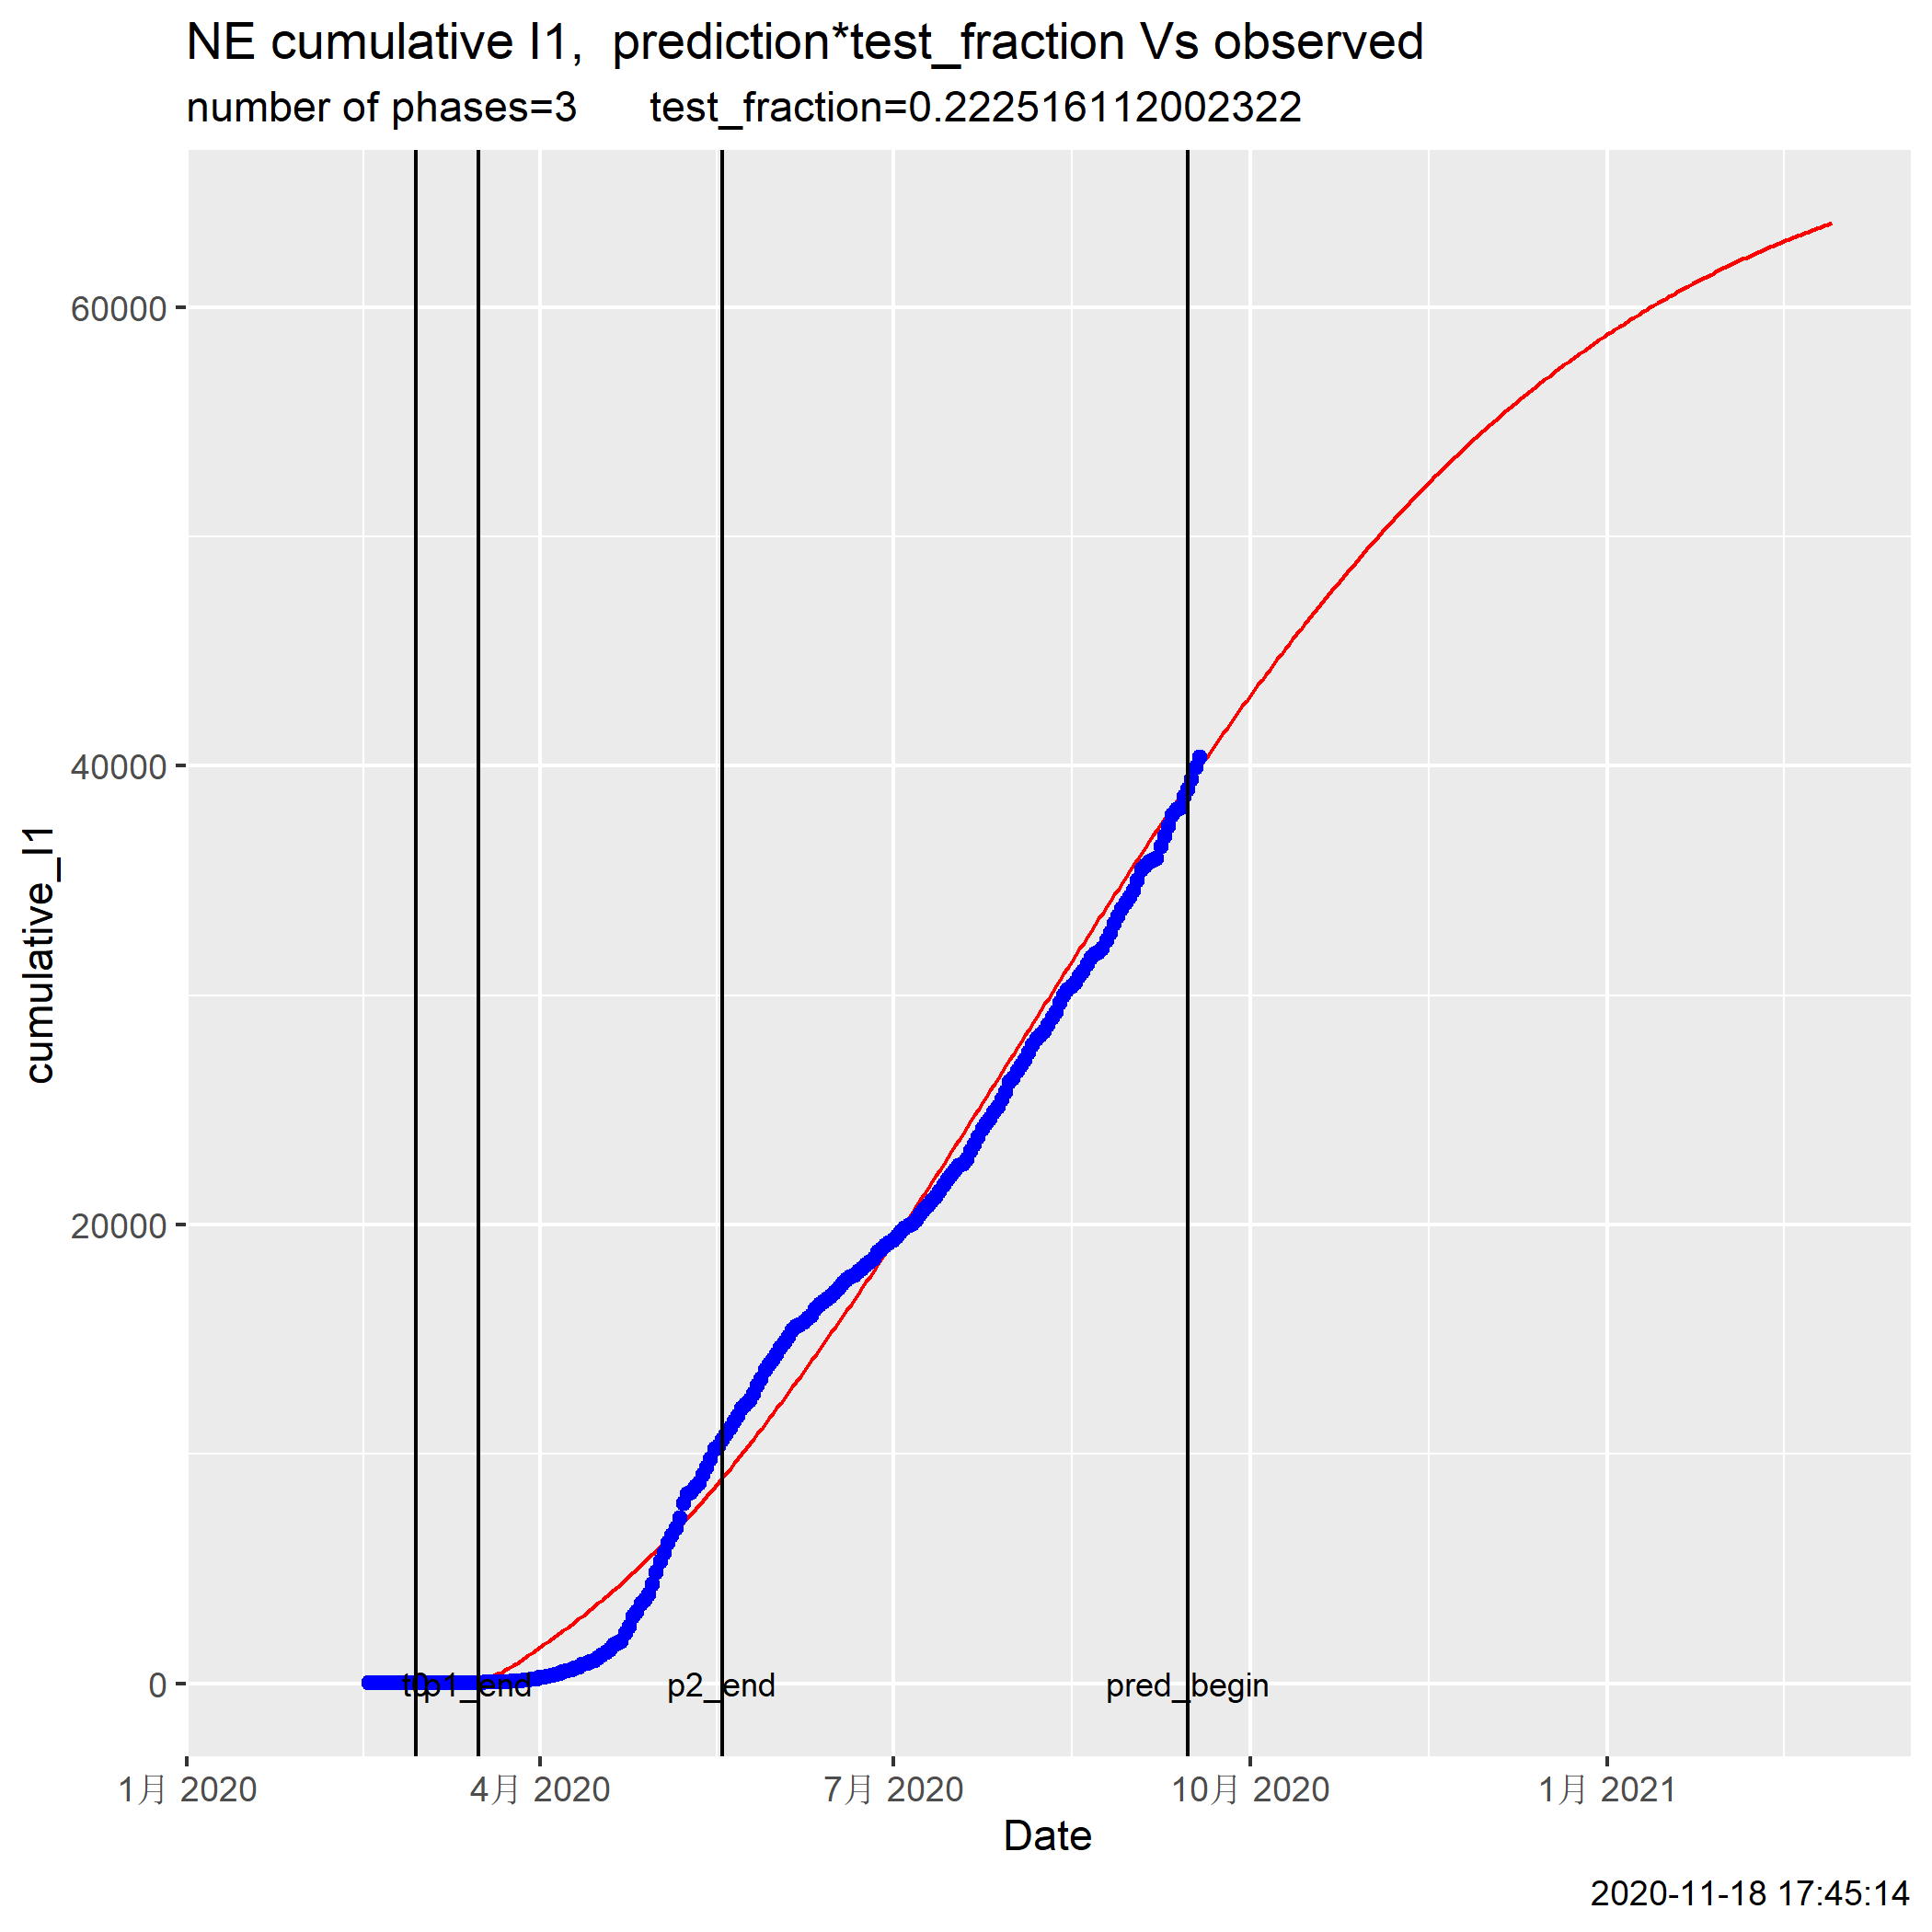 NE cumulative I1,  prediction*test_fraction Vs observed
number of phases=3      test_fraction=0.222516112002322
60000
40000
20000
0
cumulative_I1
t0
p1_end
p2_end
pred_begin
1月 2020
4月 2020
7月 2020
10月 2020
1月 2021
Date
2020-11-18 17:45:14